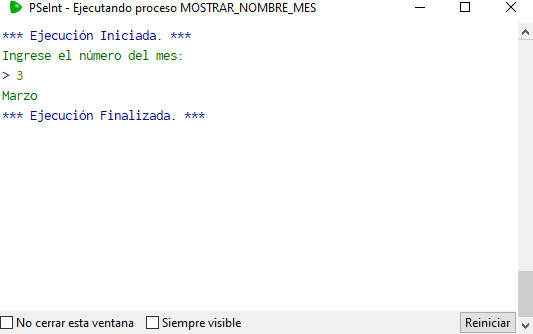 PSeInt - Ejecutando proceso MOSTRAR_NOMBRE_MES
*** Ejecución Iniciada. ***
Ingrese el número del mes:
> 3
Marzo
*** Ejecución Finalizada. ***
No cerrar esta ventana Siempre visible Reiniciar